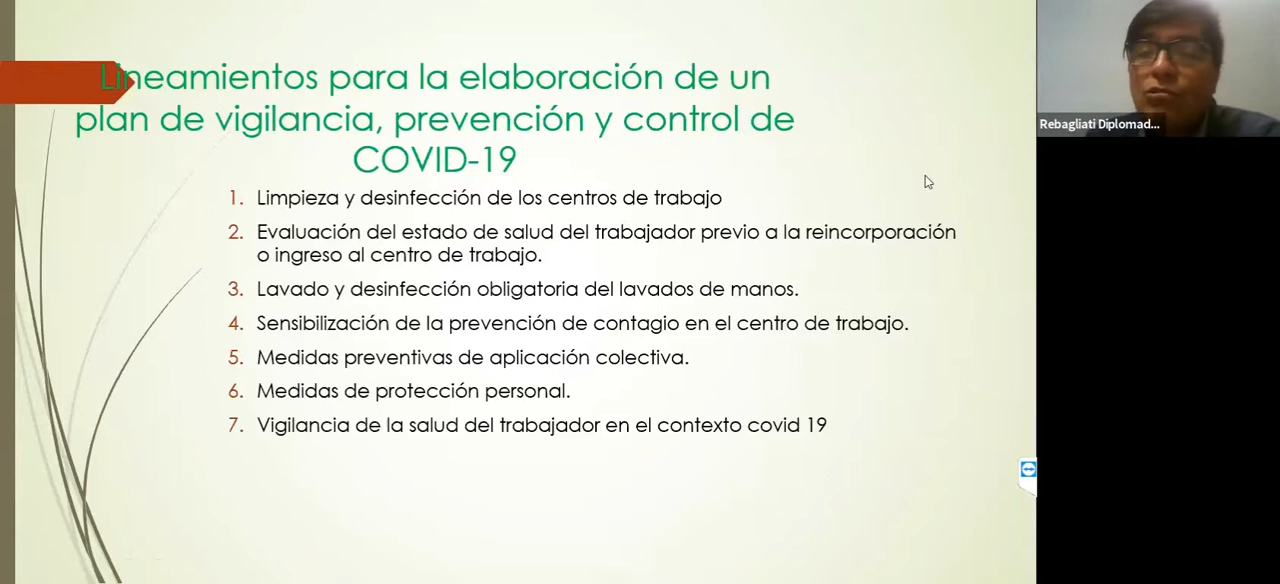 Lineamientos para la elaboración de un
plan de vigilancia, prevención y control de
COVID-19
1. Limpieza y desinfección de los centros de trabajo
2. Evaluación del estado de salud del trabajador previo a la reincorporación
o ingreso al centro de trabajo.
3. Lavado y desinfección obligatoria del lavados de manos.
4. Sensibilización de la prevención de contagio en el centro de trabajo.
5. Medidas preventivas de aplicación colectiva.
6. Medidas de protección personal.
7. Vigilancia de la salud del trabajador en el contexto covid 19
Rebagliati Diplomad...